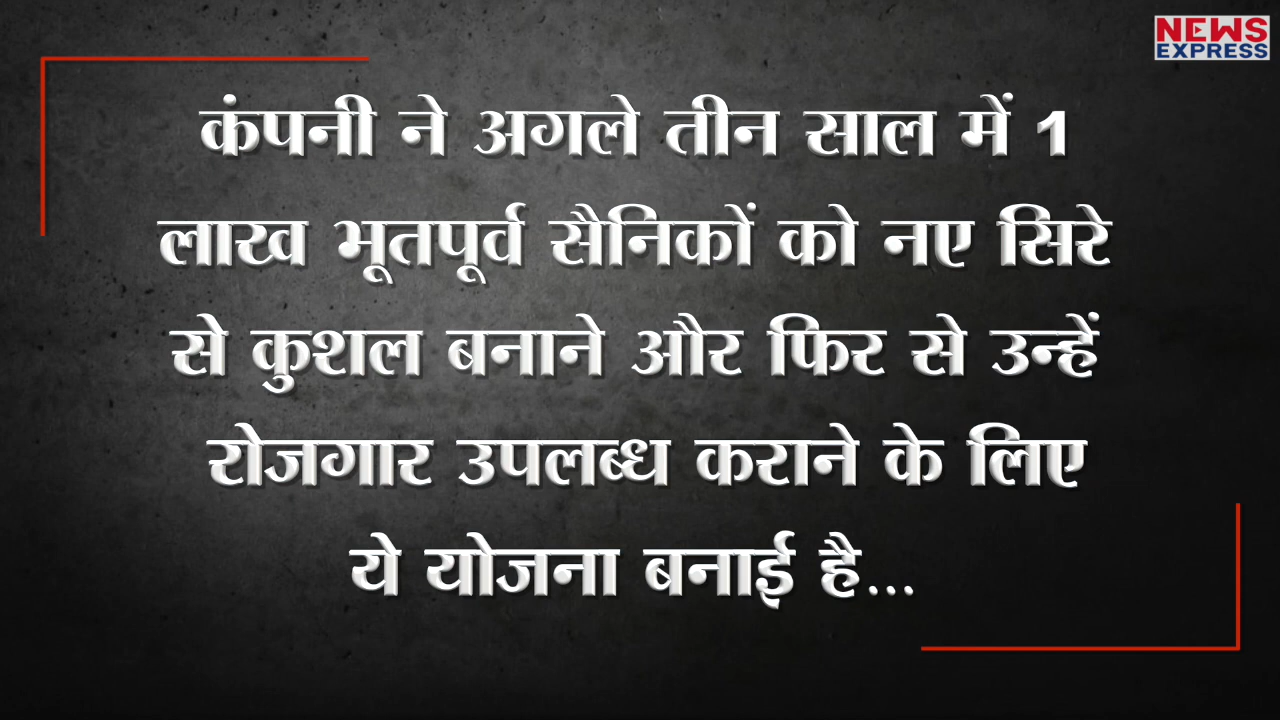 NEWS
EXPRESS
कंपनी ने अगले तीन साल में 1
लाख भूतपूर्व सैनिकों को नए सिरे
से कुशल बनाने और फिर से उन्हें
रोजगार उपलब्ध कराने के लिए
ये योजना बनाई है...